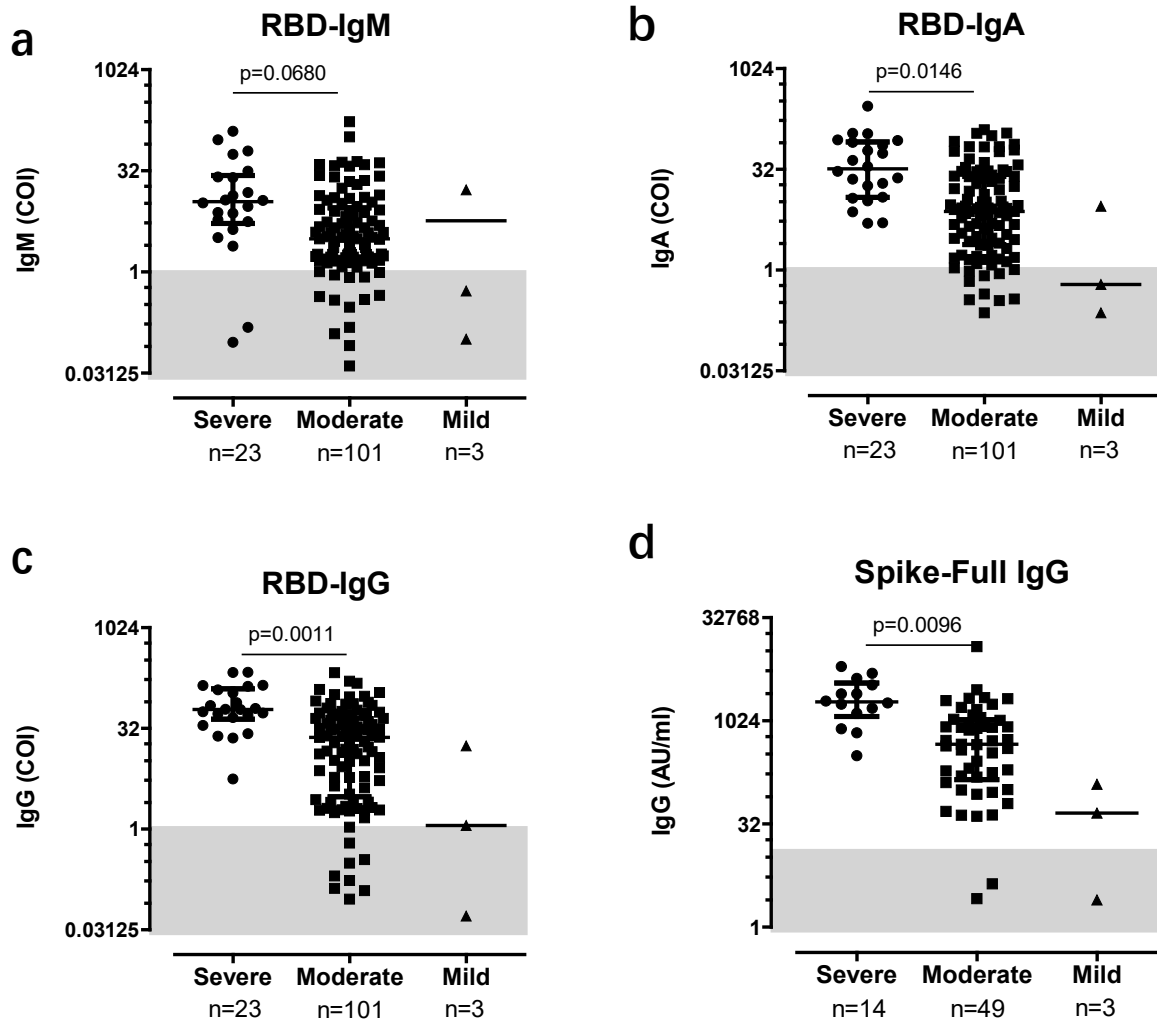 a
RBD-IgM
p=0.0680
1024
32
1
0.03125
IgM (COI)
Severe Moderate Mild
n=23 n=101 n=3
b
RBD-IgA
p=0.0146
1024
32
1
0.03125
IgA (COI)
Severe Moderate Mild
n=23 n=101 n=3
c
RBD-IgG
p=0.0011
1024
32
1
0.03125
IgG (COI)
Severe Moderate Mild
n=23 n=101 n=3
d
Spike-Full IgG
p=0.0096
32768
1024
32
1
IgG (AU/ml)
Severe Moderate Mild
n=14 n=49 n=3